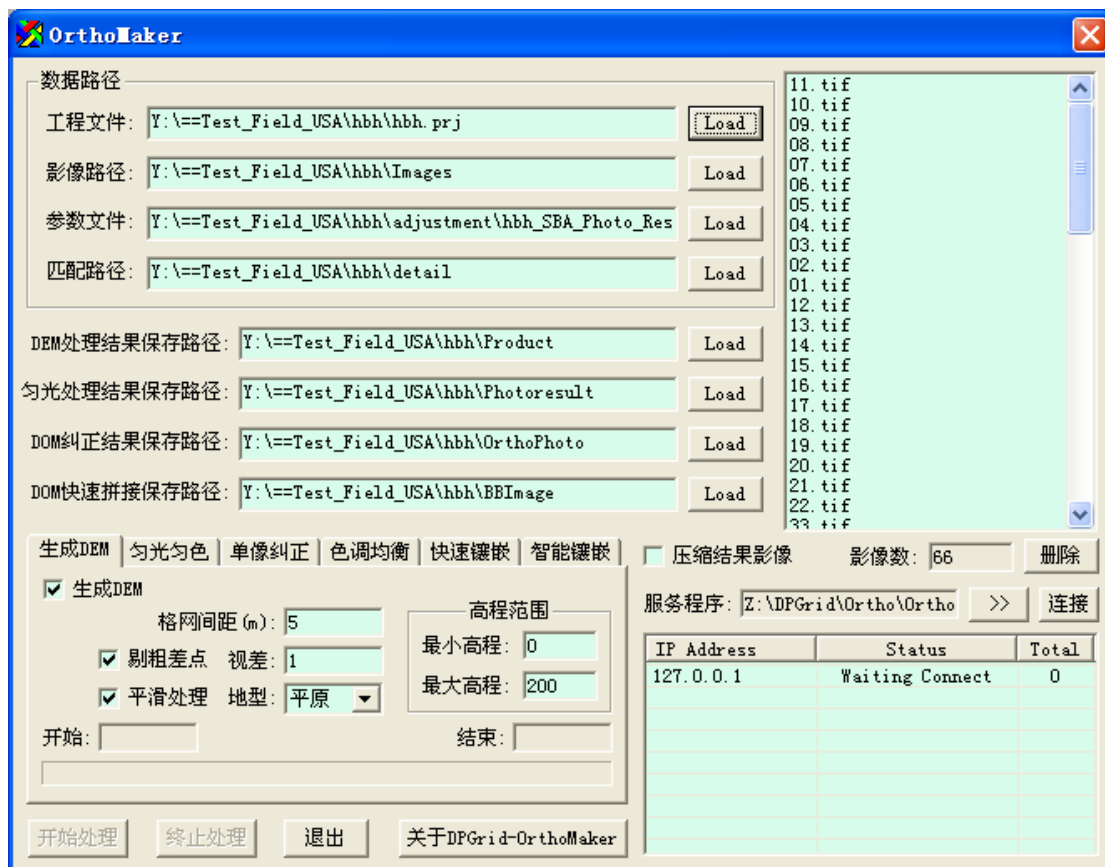 OrthoMaker
数据路径
工程文件: Y:\==Test_Field_USA\hbh\hbh.prj Load
影像路径: Y:\==Test_Field_USA\hbh\Images Load
参数文件: Y:\==Test_Field_USA\hbh\adjustment\hbh_SBA_Photo_Res Load
匹配路径: Y:\==Test_Field_USA\hbh\detail Load
DEM处理结果保存路径: Y:\==Test_Field_USA\hbh\Product Load
匀光处理结果保存路径: Y:\==Test_Field_USA\hbh\Photoresult Load
DOM纠正结果保存路径: Y:\==Test_Field_USA\hbh\OrthoPhoto Load
DOM快速拼接保存路径: Y:\==Test_Field_USA\hbh\BBImage Load
11.tif
10.tif
09.tif
08.tif
07.tif
06.tif
05.tif
04.tif
03.tif
02.tif
01.tif
12.tif
13.tif
14.tif
15.tif
16.tif
17.tif
18.tif
19.tif
20.tif
21.tif
22.tif
33.tif
生成DEM 匀光匀色 单像纠正 色调均衡 快速镶嵌 智能镶嵌
生成DEM
格网间距(m): 5
剔粗差点 视差: 1
平滑处理 地型: 平原
高程范围
最小高程: 0
最大高程: 200
开始: 结束:
压缩结果影像 影像数: 66 删除
服务程序: Z:\DPGrid\Ortho\Ortho >> 连接
IP Address Status Total
127.0.0.1 Waiting Connect 0
开始处理 终止处理 退出 关于DPGrid-OrthoMaker